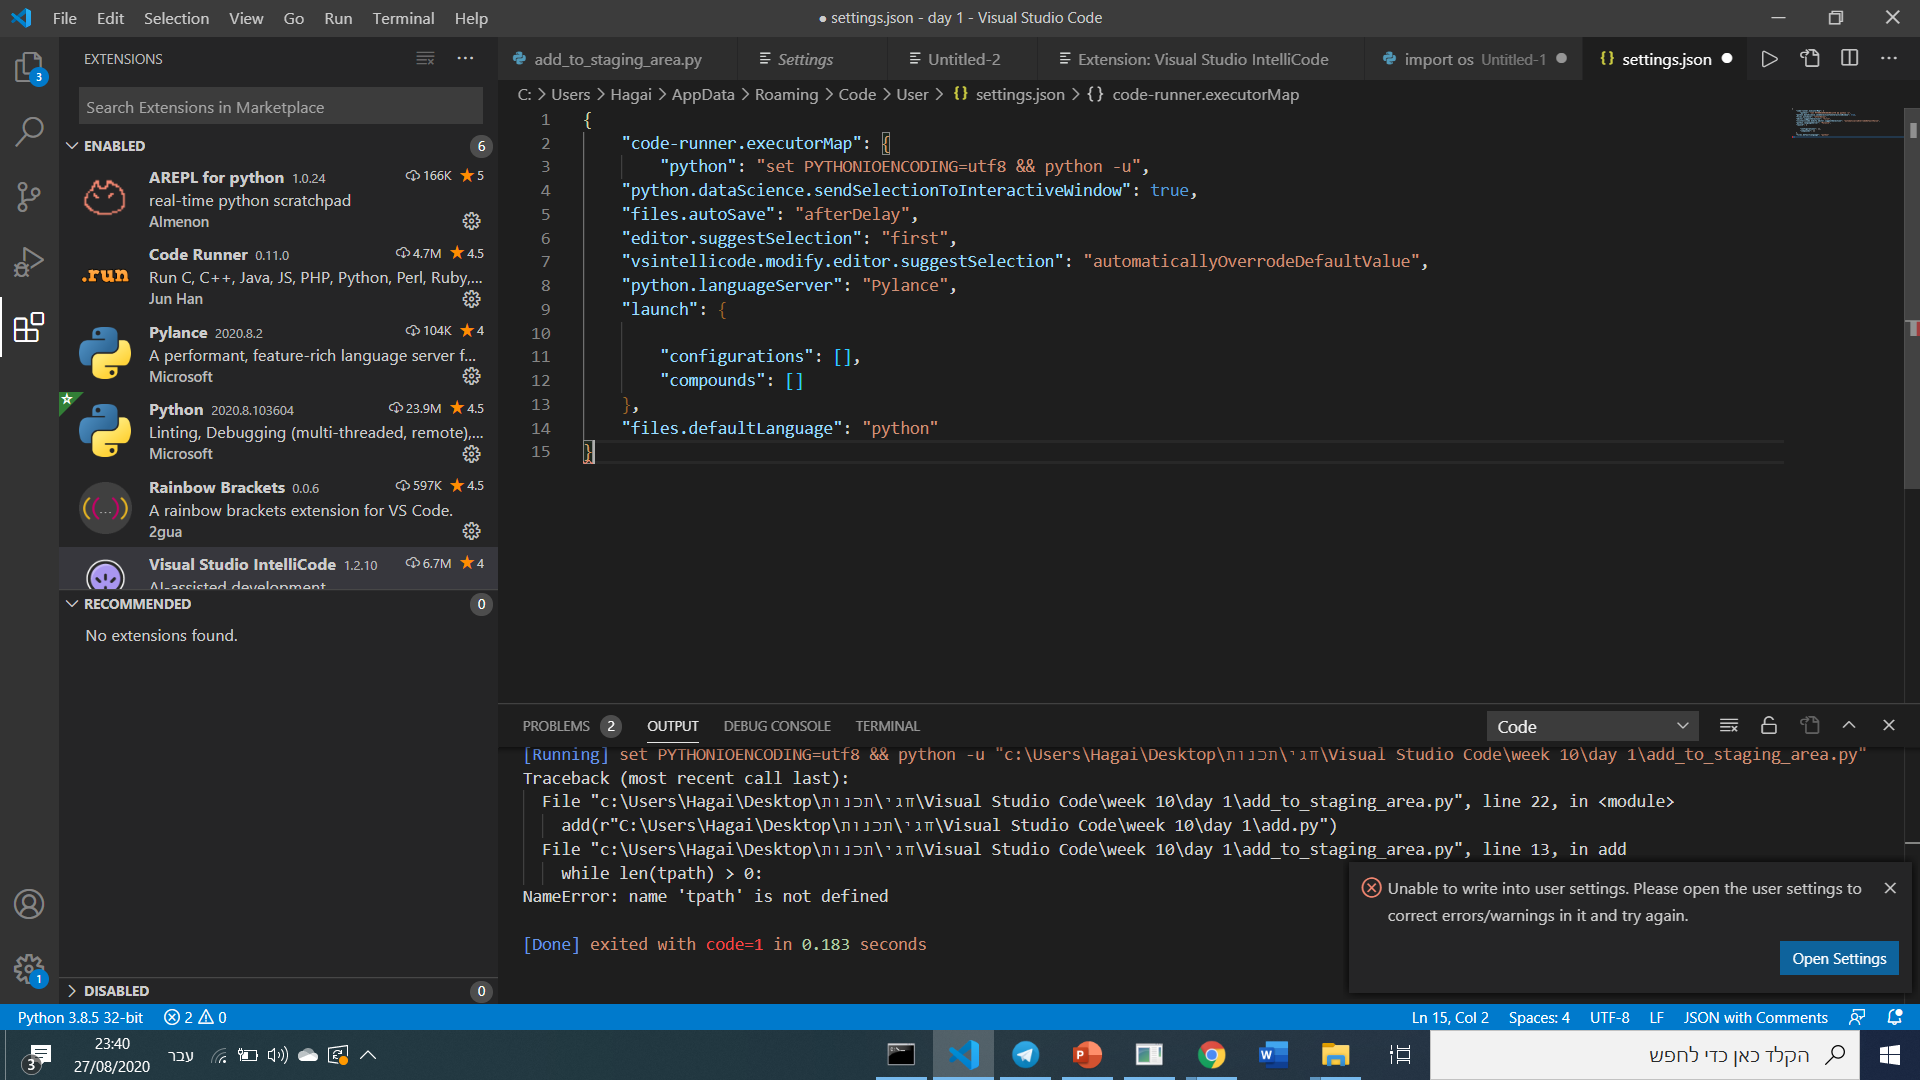 File Edit Selection View Go Run Terminal Help
● settings.json - day 1 - Visual Studio Code
EXTENSIONS
Search Extensions in Marketplace
ENABLED 6
AREPL for python 1.0.24 166K 5
real-time python scratchpad
Almenon
Code Runner 0.11.0 4.7M 4.5
Run C, C++, Java, JS, PHP, Python, Perl, Ruby,...
Jun Han
.run
Pylance 2020.8.2 104K 4
A performant, feature-rich language server f...
Microsoft
Python 2020.8.103604 23.9M 4.5
Linting, Debugging (multi-threaded, remote),...
Microsoft
Rainbow Brackets 0.0.6 597K 4.5
A rainbow brackets extension for VS Code.
2gua
Visual Studio IntelliCode 1.2.10 6.7M 4
AI-assisted development
RECOMMENDED 0
No extensions found.
DISABLED 0
3
1
add_to_staging_area.py Settings Untitled-2 Extension: Visual Studio IntelliCode import os Untitled-1 ● {} settings.json ●
C: > Users > Hagai > AppData > Roaming > Code > User > {} settings.json > {} code-runner.executorMap
1 {
2 "code-runner.executorMap": {
3 "python": "set PYTHONIOENCODING=utf8 && python -u",
4 "python.dataScience.sendSelectionToInteractiveWindow": true,
5 "files.autoSave": "afterDelay",
6 "editor.suggestSelection": "first",
7 "vsintellicode.modify.editor.suggestSelection": "automaticallyOverrodeDefaultValue",
8 "python.languageServer": "Pylance",
9 "launch": {
10
11 "configurations": [],
12 "compounds": []
13 },
14 "files.defaultLanguage": "python"
15 }
PROBLEMS 2 OUTPUT DEBUG CONSOLE TERMINAL
Code
[Running] set PYTHONIOENCODING=utf8 && python -u "c:\Users\Hagai\Desktop\חגי\תכנות\Visual Studio Code\week 10\day 1\add_to_staging_area.py"
Traceback (most recent call last):
File "c:\Users\Hagai\Desktop\חגי\תכנות\Visual Studio Code\week 10\day 1\add_to_staging_area.py", line 22, in <module>
add(r"C:\Users\Hagai\Desktop\חגי\תכנות\Visual Studio Code\week 10\day 1\add.py")
File "c:\Users\Hagai\Desktop\חגי\תכנות\Visual Studio Code\week 10\day 1\add_to_staging_area.py", line 13, in add
while len(tpath) > 0:
NameError: name 'tpath' is not defined
[Done] exited with code=1 in 0.183 seconds
Unable to write into user settings. Please open the user settings to
correct errors/warnings in it and try again.
Open Settings
Python 3.8.5 32-bit 2 0
Ln 15, Col 2 Spaces: 4 UTF-8 LF JSON with Comments
3
23:40
27/08/2020
עבר
הקלד כאן כדי לחפש